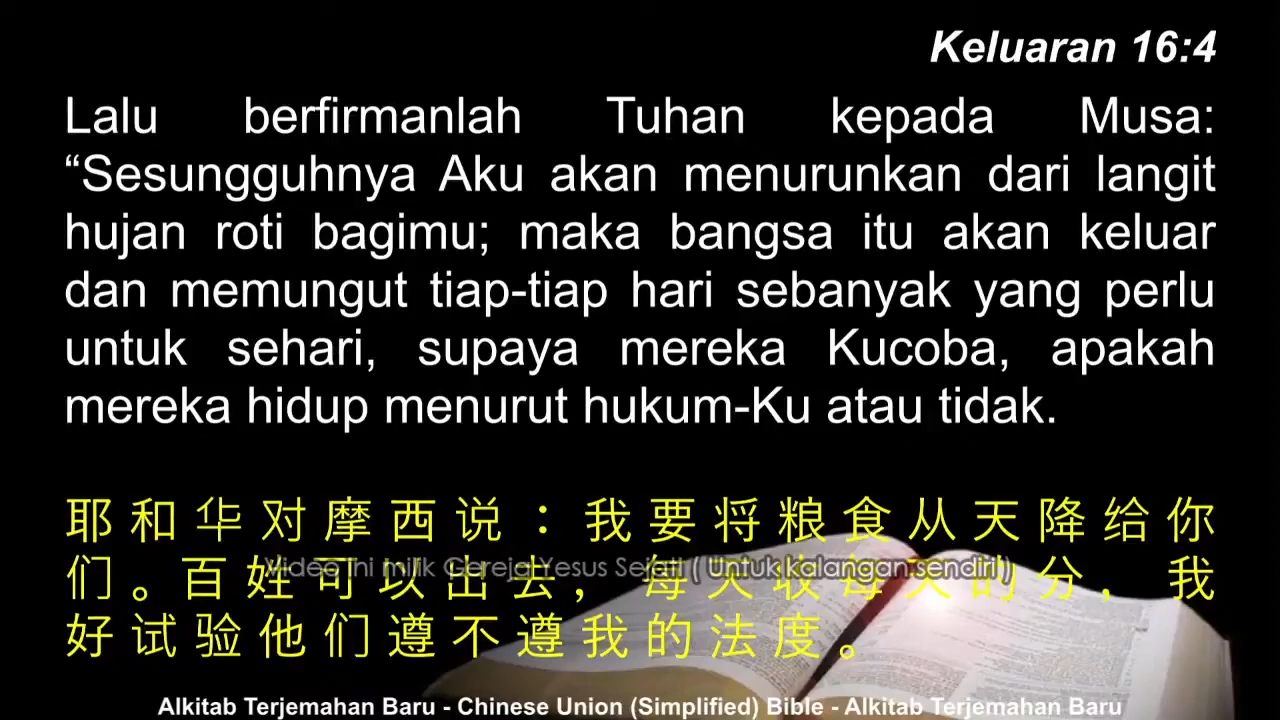 Keluaran 16:4
Lalu berfirmanlah Tuhan kepada Musa:
“Sesungguhnya Aku akan menurunkan dari langit
hujan roti bagimu; maka bangsa itu akan keluar
dan memungut tiap-tiap hari sebanyak yang perlu
untuk sehari, supaya mereka Kucoba, apakah
mereka hidup menurut hukum-Ku atau tidak.
耶和华对摩西说：我要将粮食从天降给你
们。百姓可以出去，每天收每天的分，我
Video ini milik Gereja Yesus Sejati ( Untuk kalangan sendiri )
好试验他们遵不遵我的法度。
Alkitab Terjemahan Baru - Chinese Union (Simplified) Bible - Alkitab Terjemahan Baru